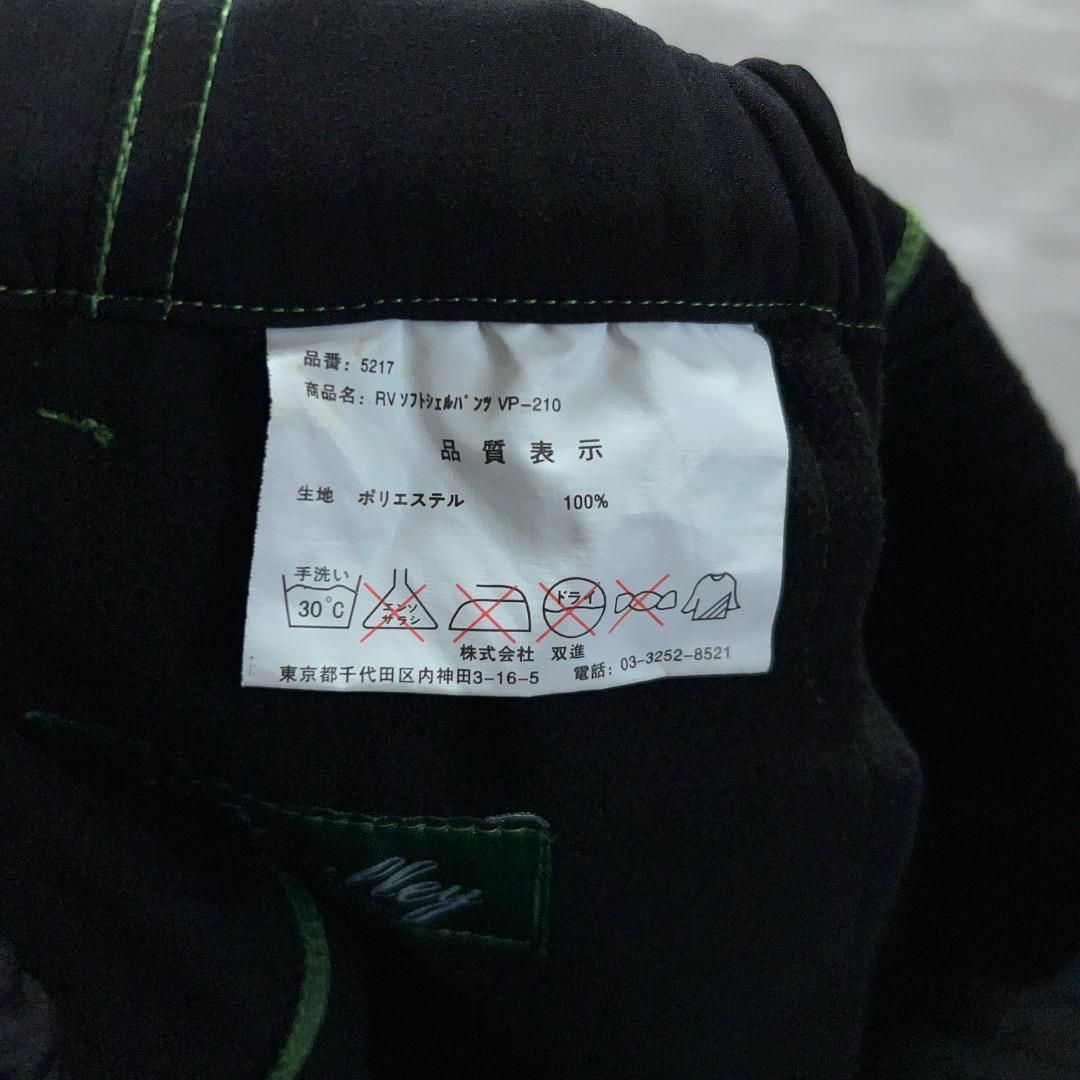 品番: 5217
商品名: RV ソフトシェルパンツ VP-210
品質表示
生地 ポリエステル 100%
手洗い
30℃
エンソ
サラシ
ドライ
株式会社 双進
東京都千代田区内神田3-16-5 電話: 03-3252-8521
lley